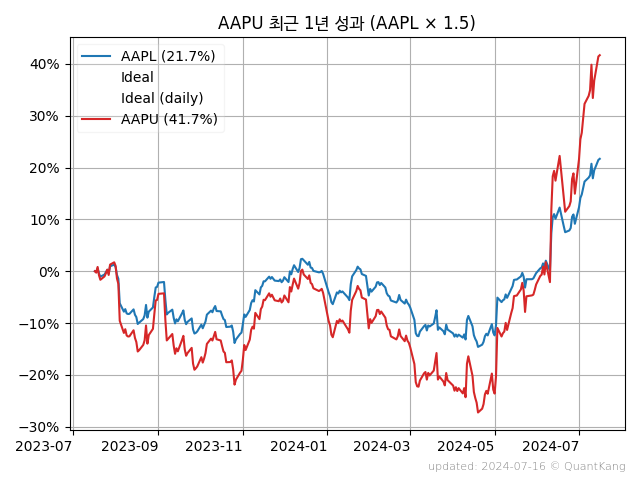 AAPU 최근 1년 성과 (AAPL × 1.5)
AAPL (21.7%)
Ideal
Ideal (daily)
AAPU (41.7%)
40%
30%
20%
10%
0%
−10%
−20%
−30%
2023-07 2023-09 2023-11 2024-01 2024-03 2024-05 2024-07
updated: 2024-07-16 © QuantKang